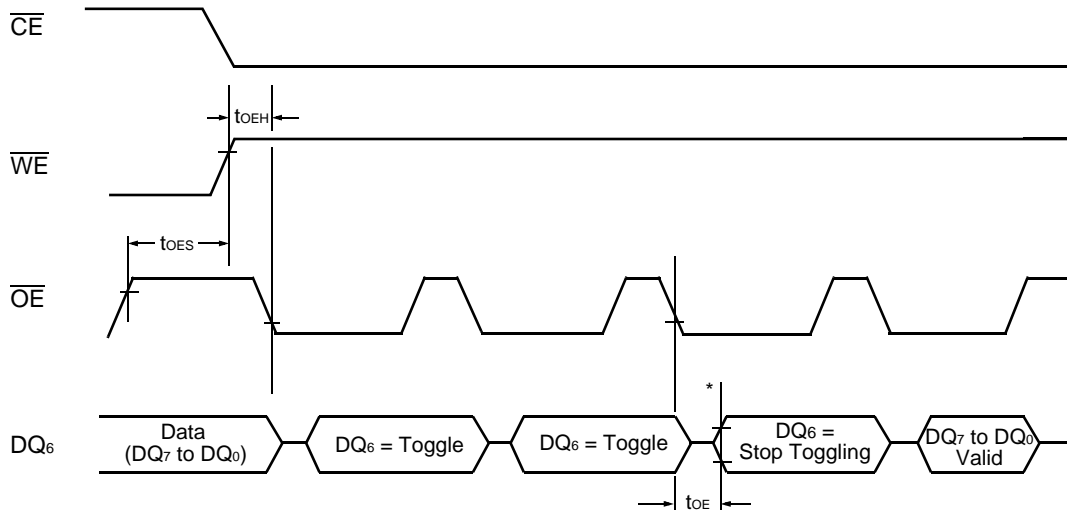 CE
tOEH
WE
tOES
OE
*
DQ6
Data
(DQ7 to DQ0)
DQ6 = Toggle
DQ6 = Toggle
DQ6 =
Stop Toggling
DQ7 to DQ0
Valid
tOE